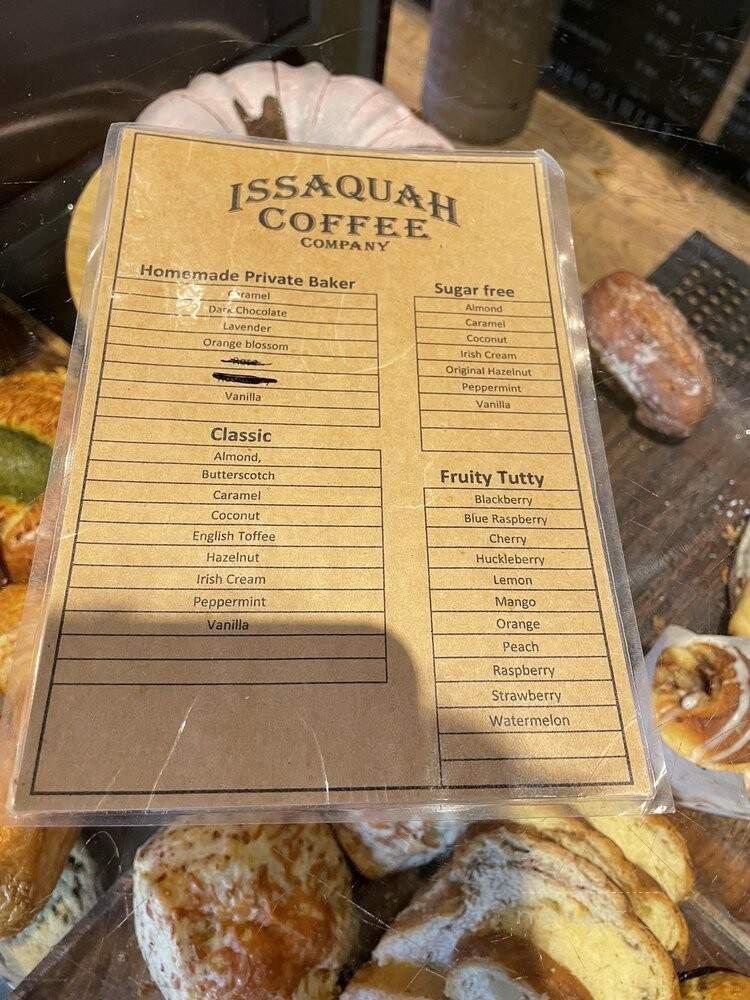 ISSAQUAH
COFFEE
COMPANY
Homemade Private Baker
Caramel
Dark Chocolate
Lavender
Orange blossom
Rose
Vanilla
Classic
Almond,
Butterscotch
Caramel
Coconut
English Toffee
Hazelnut
Irish Cream
Peppermint
Vanilla
Sugar free
Almond
Caramel
Coconut
Irish Cream
Original Hazelnut
Peppermint
Vanilla
Fruity Tutty
Blackberry
Blue Raspberry
Cherry
Huckleberry
Lemon
Mango
Orange
Peach
Raspberry
Strawberry
Watermelon